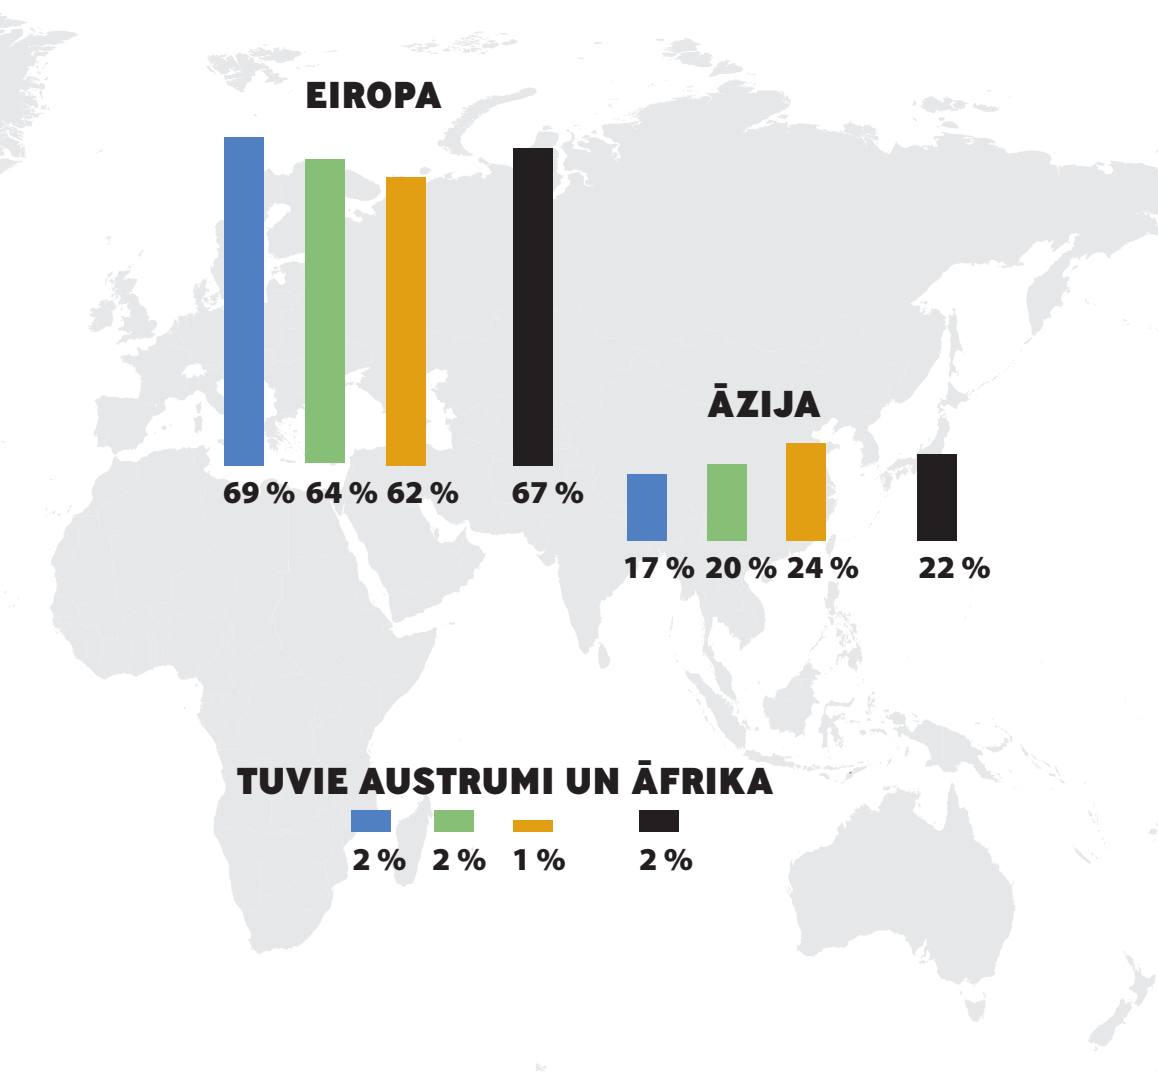 EIROPA
69 % 64 % 62 % 67 %
ĀZIJA
17 % 20 % 24 % 22 %
TUVIE AUSTRUMI UN ĀFRIKA
2 % 2 % 1 % 2 %